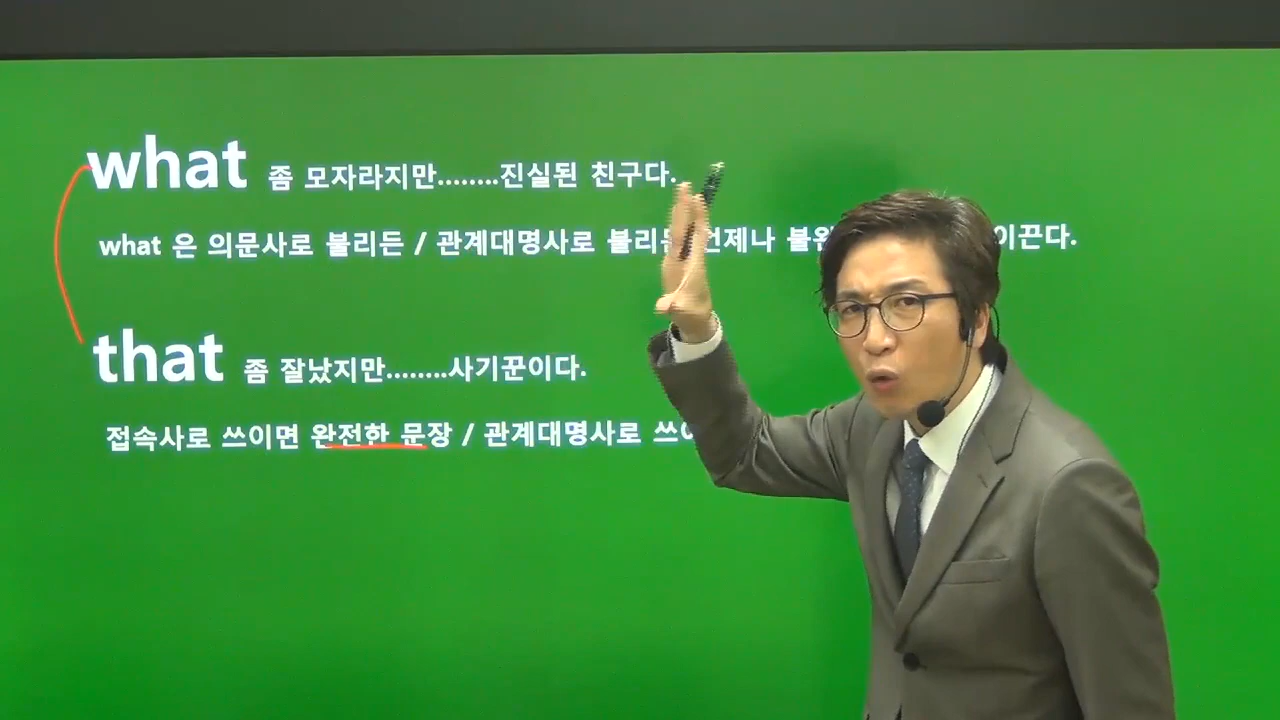 what 좀 모자라지만........진실된 친구다.
what 은 의문사로 불리든 / 관계대명사로 언제나 이끈다.
that 좀 잘났지만........사기꾼이다.
접속사로 쓰이면 완전한 문장 / 관계대명사로